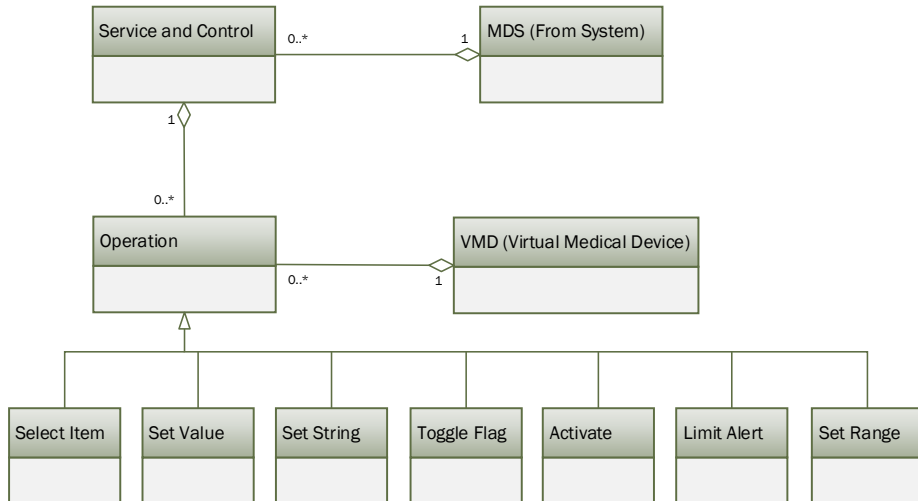 Service and Control
0..*
1
MDS (From System)
1
0..*
Operation
0..*
1
VMD (Virtual Medical Device)
Select Item
Set Value
Set String
Toggle Flag
Activate
Limit Alert
Set Range